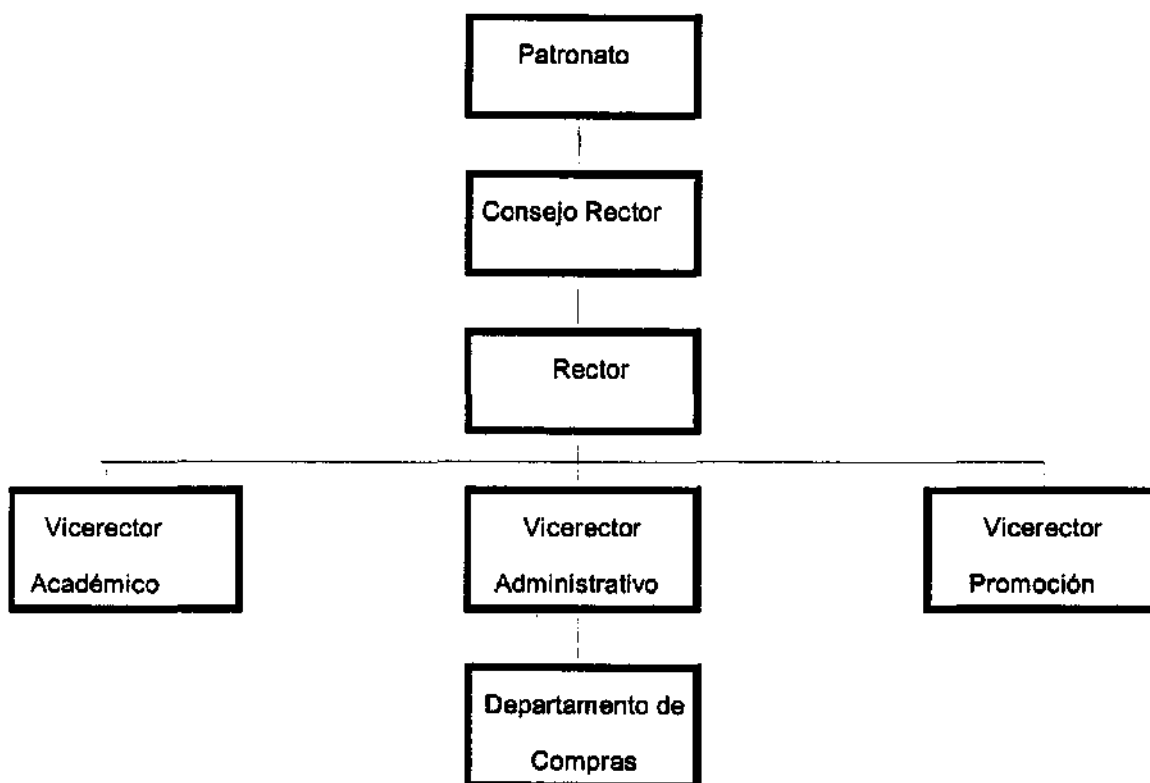 Patronato
Consejo Rector
Rector
Vicerector
Académico
Vicerector
Administrativo
Vicerector
Promoción
Departamento de
Compras